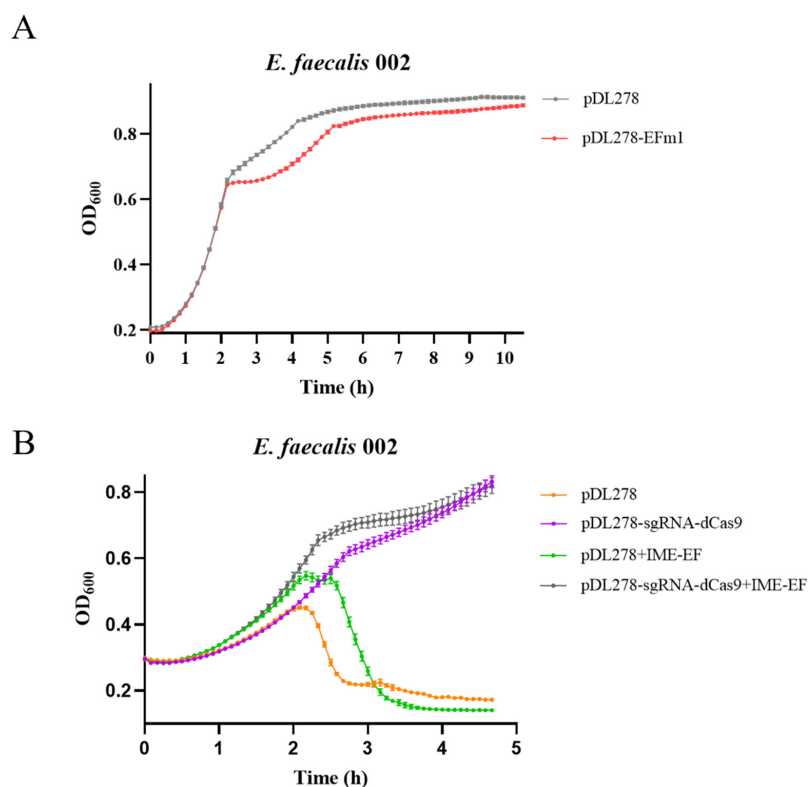 A
E. faecalis 002
OD600
0.8
0.6
0.4
0.2
0 1 2 3 4 5 6 7 8 9 10
Time (h)
pDL278
pDL278-EFm1
B
E. faecalis 002
OD600
0.8
0.6
0.4
0.2
0 1 2 3 4 5
Time (h)
pDL278
pDL278-sgRNA-dCas9
pDL278+IME-EF
pDL278-sgRNA-dCas9+IME-EF